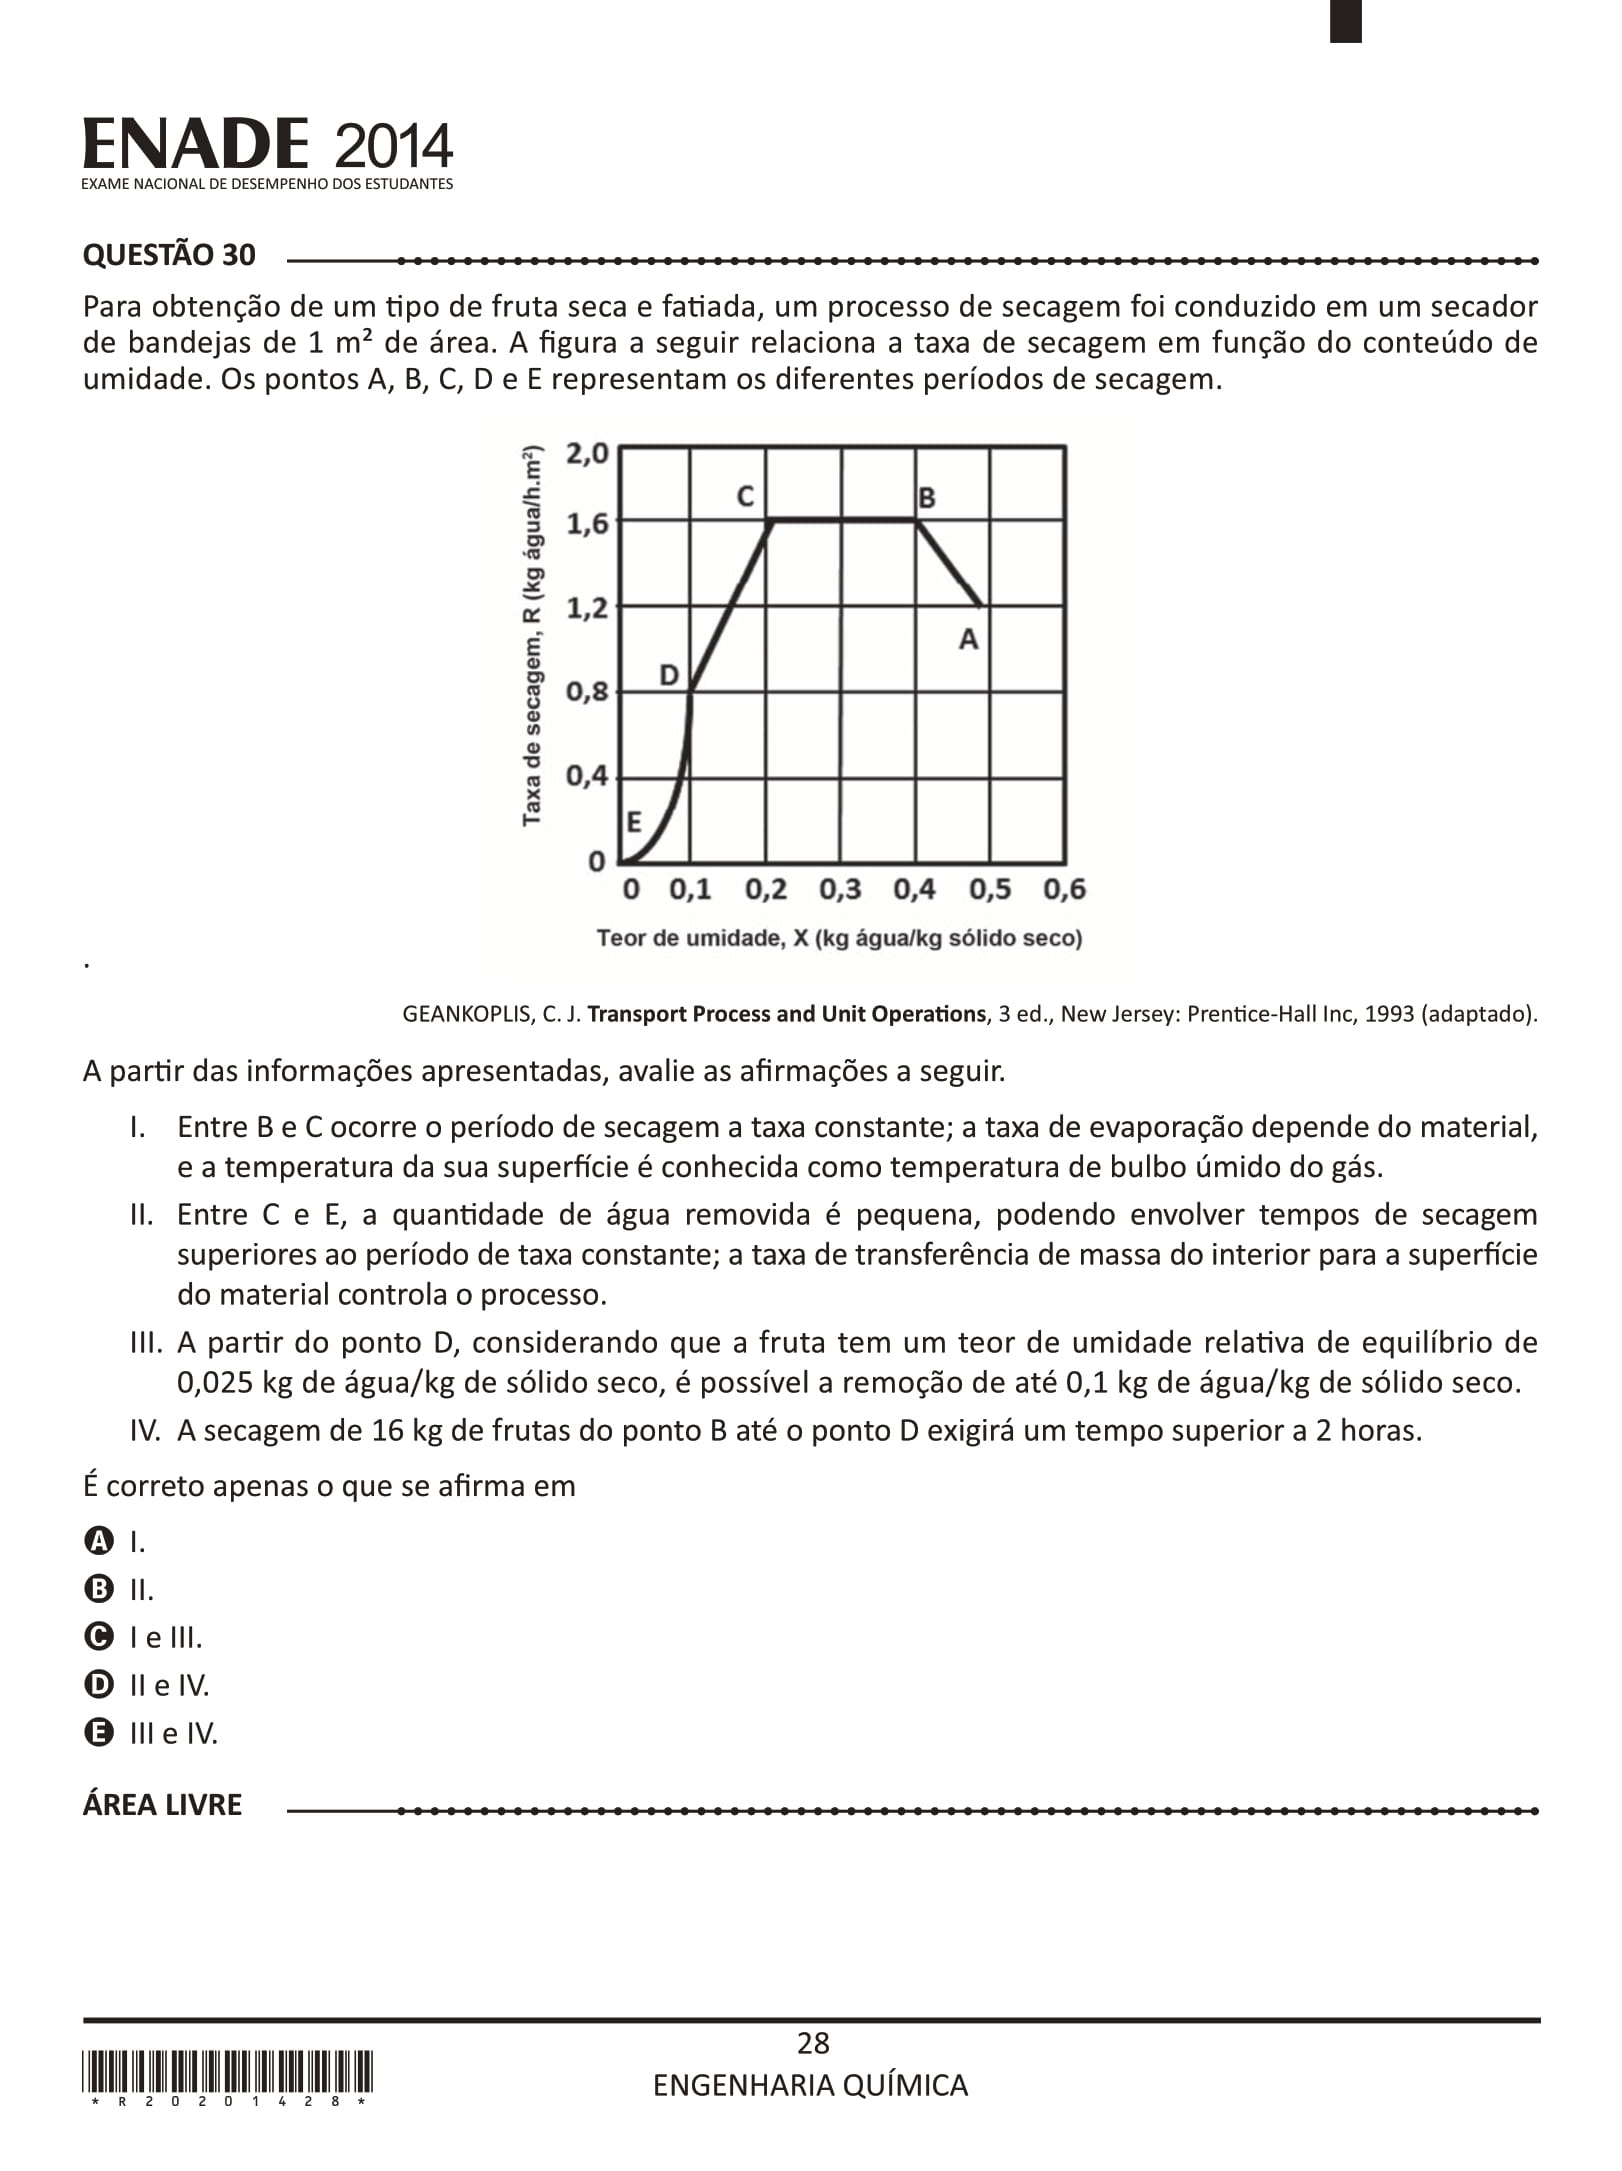 ENADE 2014
EXAME NACIONAL DE DESEMPENHO DOS ESTUDANTES
QUESTÃO 30
Para obtenção de um tipo de fruta seca e fatiada, um processo de secagem foi conduzido em um secador
de bandejas de 1 m² de área. A figura a seguir relaciona a taxa de secagem em função do conteúdo de
umidade. Os pontos A, B, C, D e E representam os diferentes períodos de secagem.
Taxa de secagem, R (kg água/h.m²)
2,0
1,6
1,2
0,8
0,4
0
C
B
A
D
E
0 0,1 0,2 0,3 0,4 0,5 0,6
Teor de umidade, X (kg água/kg sólido seco)
.
GEANKOPLIS, C. J. Transport Process and Unit Operations, 3 ed., New Jersey: Prentice-Hall Inc, 1993 (adaptado).
A partir das informações apresentadas, avalie as afirmações a seguir.
I. Entre B e C ocorre o período de secagem a taxa constante; a taxa de evaporação depende do material,
e a temperatura da sua superfície é conhecida como temperatura de bulbo úmido do gás.
II. Entre C e E, a quantidade de água removida é pequena, podendo envolver tempos de secagem
superiores ao período de taxa constante; a taxa de transferência de massa do interior para a superfície
do material controla o processo.
III. A partir do ponto D, considerando que a fruta tem um teor de umidade relativa de equilíbrio de
0,025 kg de água/kg de sólido seco, é possível a remoção de até 0,1 kg de água/kg de sólido seco.
IV. A secagem de 16 kg de frutas do ponto B até o ponto D exigirá um tempo superior a 2 horas.
É correto apenas o que se afirma em
A I.
B II.
C I e III.
D II e IV.
E III e IV.
ÁREA LIVRE
28
ENGENHARIA QUÍMICA
* R 2 0 2 0 1 4 2 8 *